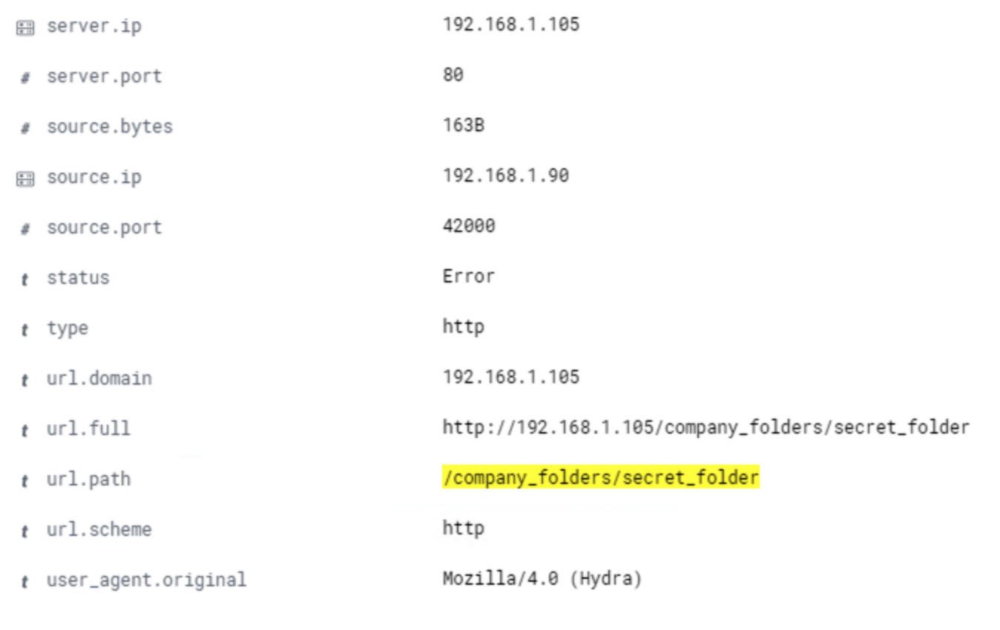 server.ip 192.168.1.105
# server.port 80
# source.bytes 163B
source.ip 192.168.1.90
# source.port 42000
t status Error
t type http
t url.domain 192.168.1.105
t url.full http://192.168.1.105/company_folders/secret_folder
t url.path /company_folders/secret_folder
t url.scheme http
t user_agent.original Mozilla/4.0 (Hydra)